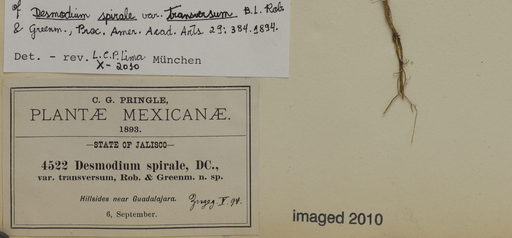 of Desmodium spirale var. transversum B.L. Rob.
& Greenm., Proc. Amer. Acad. Arts 29: 384. 1894.
Det. - rev. L.C.P. Lima München
X - 2010
C. G. PRINGLE,
PLANTÆ MEXICANÆ.
1893.
STATE OF JALISCO
4522 Desmodium spirale, DC.,
var. transversum, Rob. & Greenm. n. sp.
Hillsides near Guadalajara.
6, September.
imaged 2010